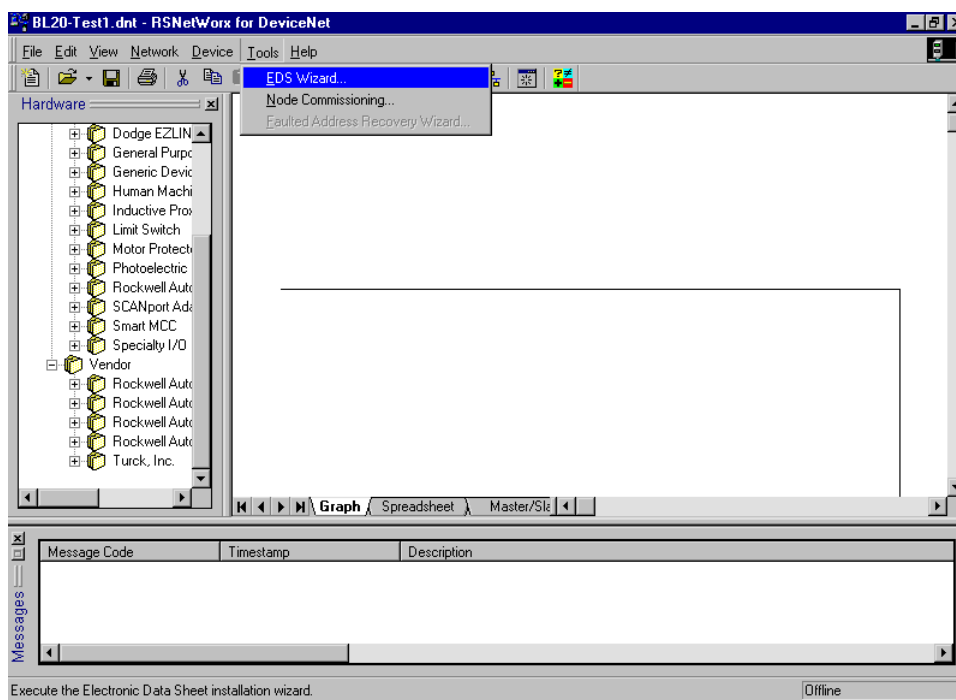 BL20-Test1.dnt - RSNetWorx for DeviceNet
File Edit View Network Device Tools Help
EDS Wizard...
Node Commissioning...
Faulted Address Recovery Wizard...
Hardware
Dodge EZLIN
General Purpo
Generic Devic
Human Machi
Inductive Prox
Limit Switch
Motor Protecto
Photoelectric
Rockwell Auto
SCANport Ada
Smart MCC
Specialty I/O
Vendor
Rockwell Auto
Rockwell Auto
Rockwell Auto
Rockwell Auto
Turck, Inc.
Graph Spreadsheet Master/Sla
Message Code Timestamp Description
Messages
Execute the Electronic Data Sheet installation wizard. Offline